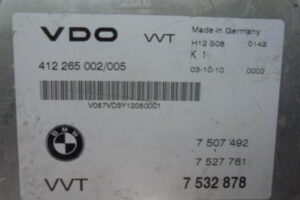 VDO VVT
Made in Germany
H12 S08 0142
K 1
412 265 002/005
03-10-10 0002
V087VDSY12080001
BMW
7 507 492
7 527 781
VVT
7 532 878